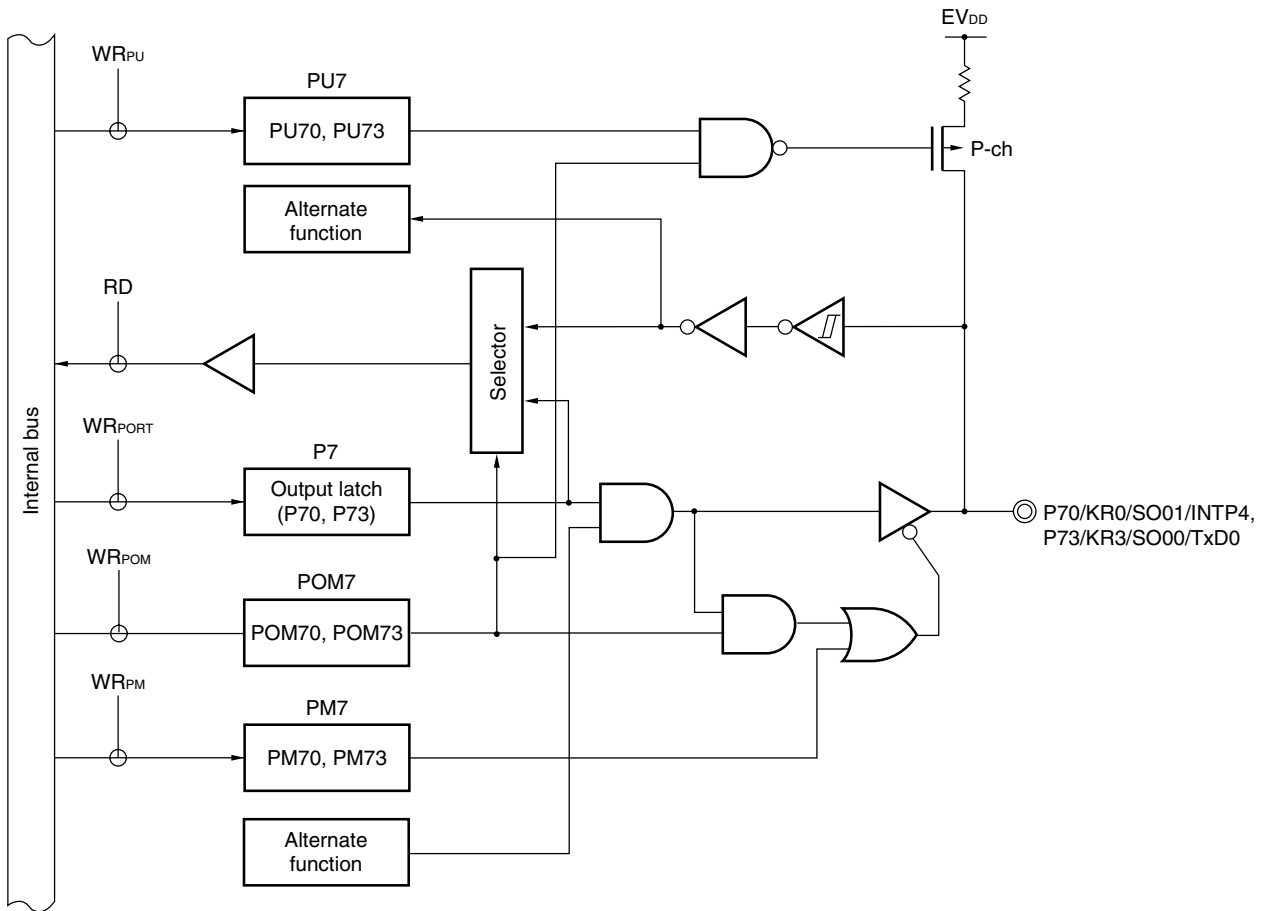 EVDD
WRPU
PU7
PU70, PU73
P-ch
Alternate
function
RD
Selector
Internal bus
WRPORT
P7
Output latch
(P70, P73)
P70/KR0/SO01/INTP4,
P73/KR3/SO00/TxD0
WRPOM
POM7
POM70, POM73
WRPM
PM7
PM70, PM73
Alternate
function